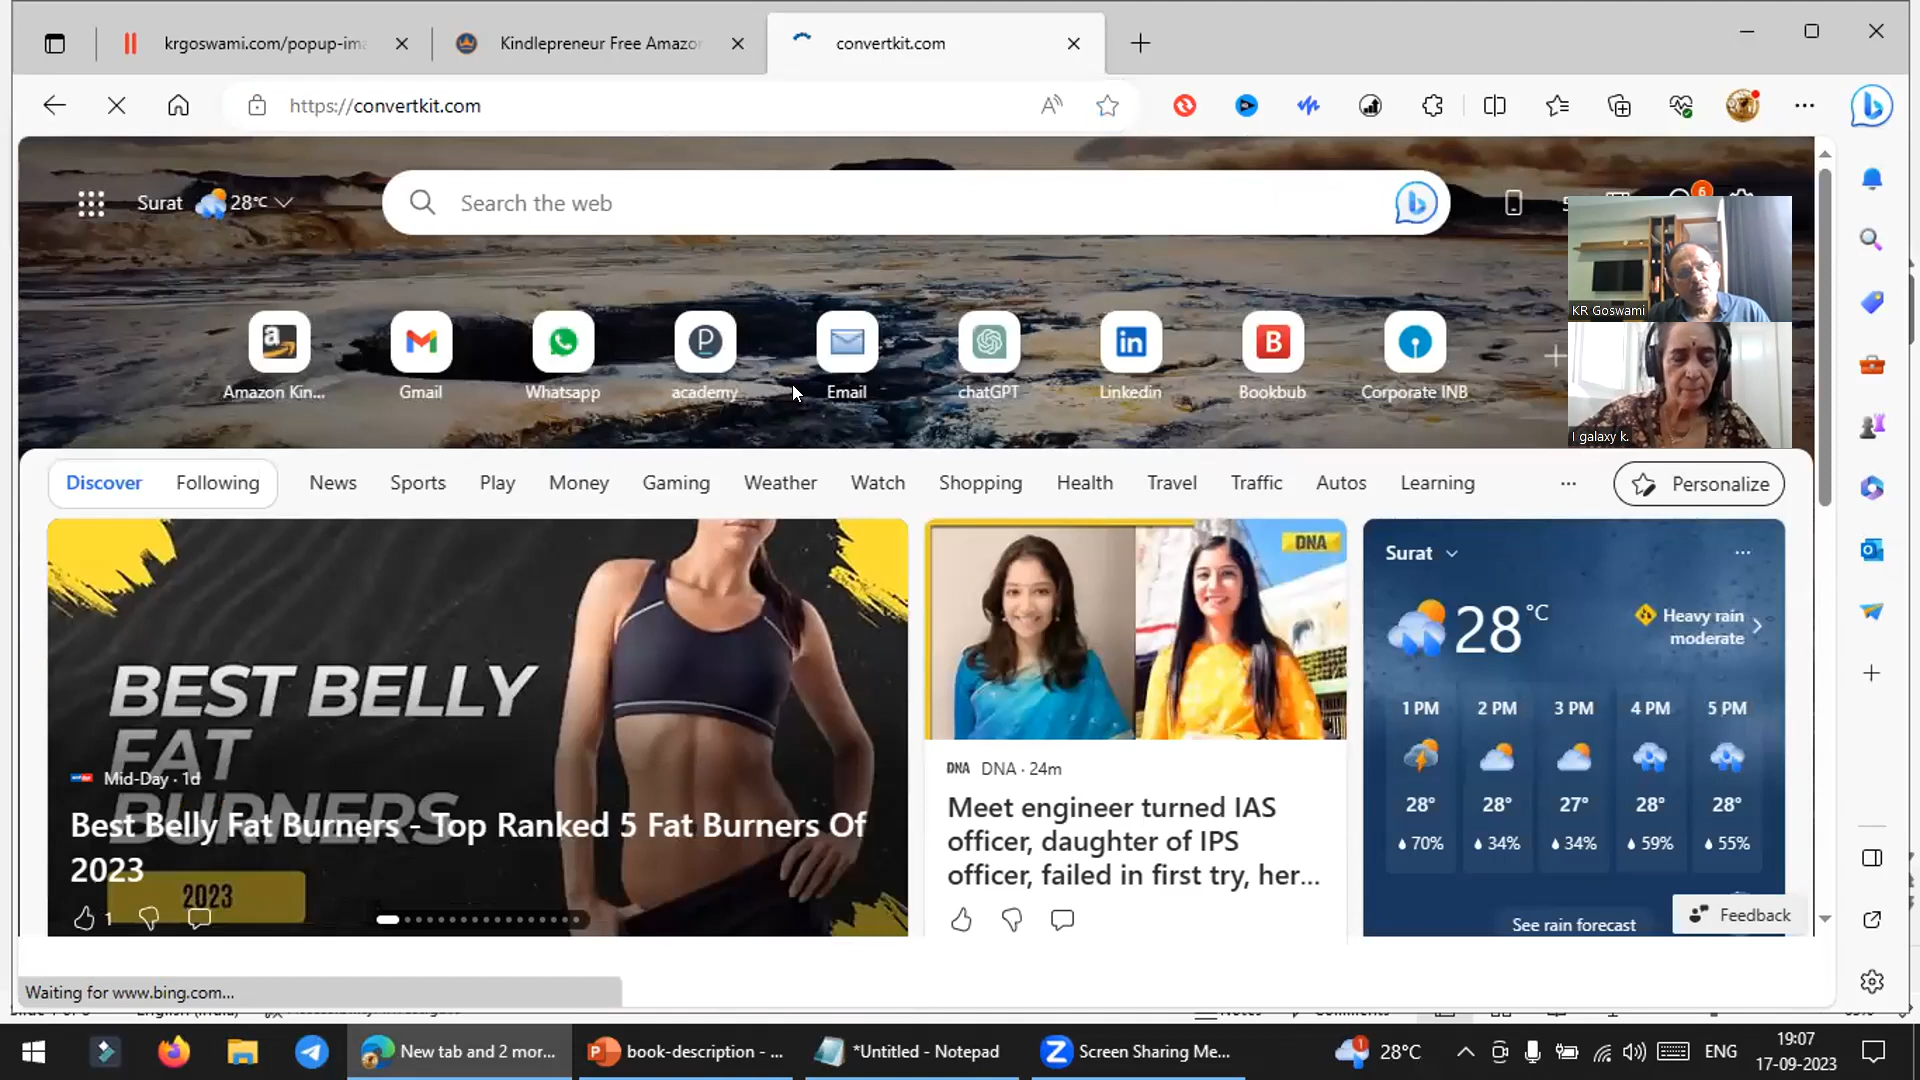 krgoswami.com/popup-ima
Kindlepreneur Free Amazon
convertkit.com
https://convertkit.com
Surat 28°C
Search the web
6
KR Goswami
I galaxy k.
Amazon Kin...
Gmail
Whatsapp
academy
Email
chatGPT
Linkedin
Bookbub
Corporate INB
Discover
Following
News
Sports
Play
Money
Gaming
Weather
Watch
Shopping
Health
Travel
Traffic
Autos
Learning
...
Personalize
BEST BELLY
FAT
BURNERS
2023
Mid-Day · 1d
Best Belly Fat Burners - Top Ranked 5 Fat Burners Of
2023
1
DNA
DNA DNA · 24m
Meet engineer turned IAS
officer, daughter of IPS
officer, failed in first try, her...
Surat
...
28 °C
Heavy rain
moderate
1 PM 2 PM 3 PM 4 PM 5 PM
28° 28° 27° 28° 28°
70% 34% 34% 59% 55%
See rain forecast
Feedback
Waiting for www.bing.com...
New tab and 2 mor...
book-description - ...
*Untitled - Notepad
Screen Sharing Me...
1
28°C
ENG
19:07
17-09-2023